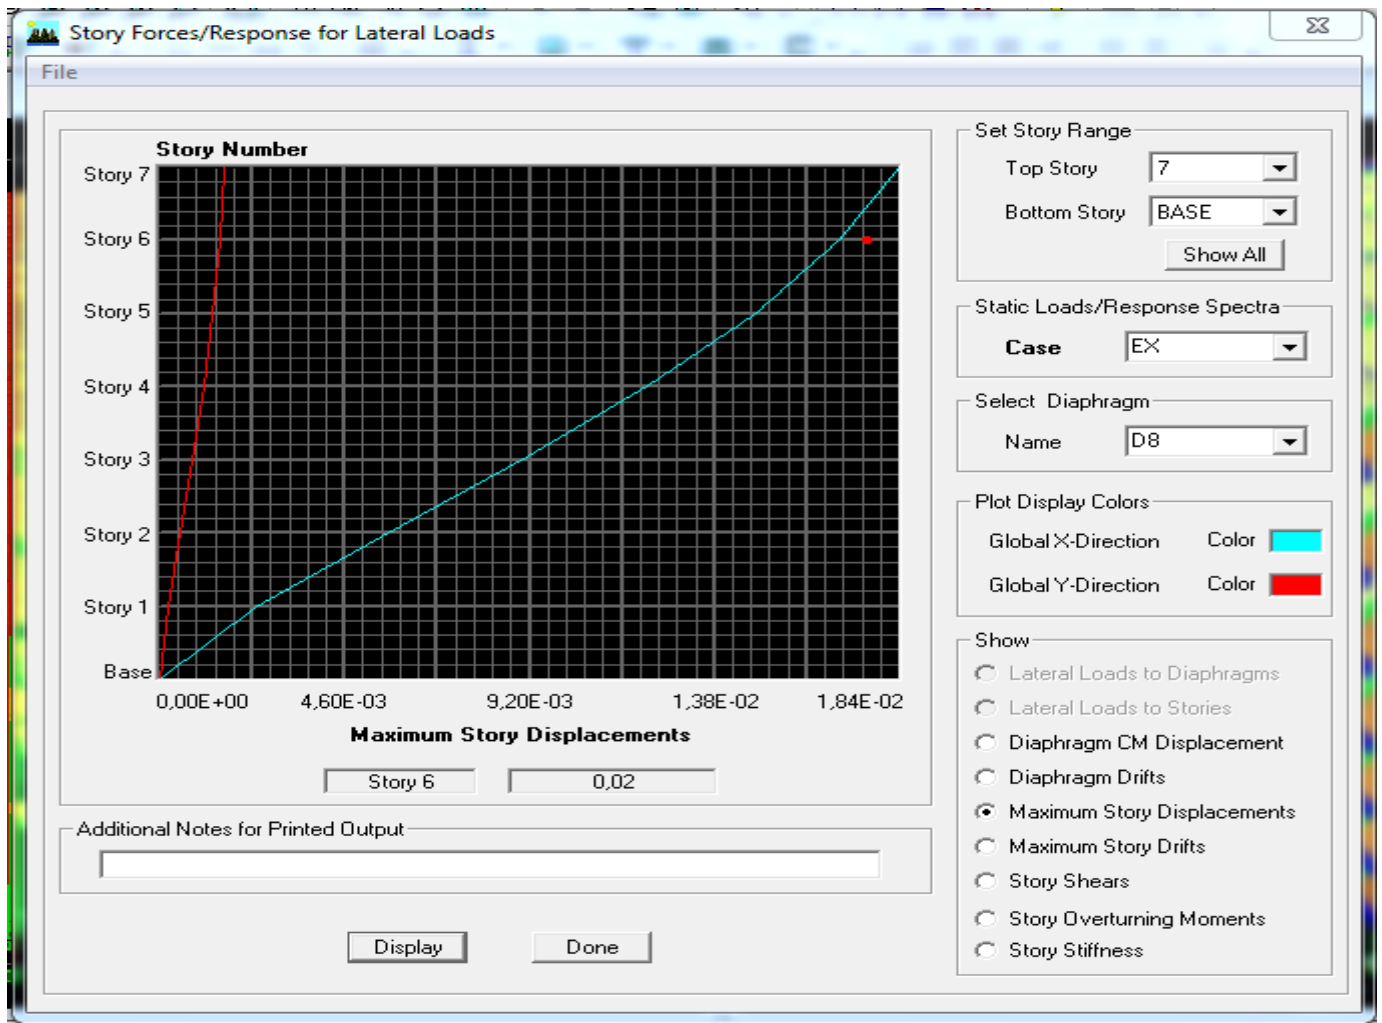 Story Forces/Response for Lateral Loads
File
Story Number
Story 7
Story 6
Story 5
Story 4
Story 3
Story 2
Story 1
Base
0,00E+00 4,60E-03 9,20E-03 1,38E-02 1,84E-02
Maximum Story Displacements
Story 6 0,02
Additional Notes for Printed Output
Display Done
Set Story Range
Top Story 7
Bottom Story BASE
Show All
Static Loads/Response Spectra
Case EX
Select Diaphragm
Name D8
Plot Display Colors
Global X-Direction Color
Global Y-Direction Color
Show
Lateral Loads to Diaphragms
Lateral Loads to Stories
Diaphragm CM Displacement
Diaphragm Drifts
Maximum Story Displacements
Maximum Story Drifts
Story Shears
Story Overturning Moments
Story Stiffness